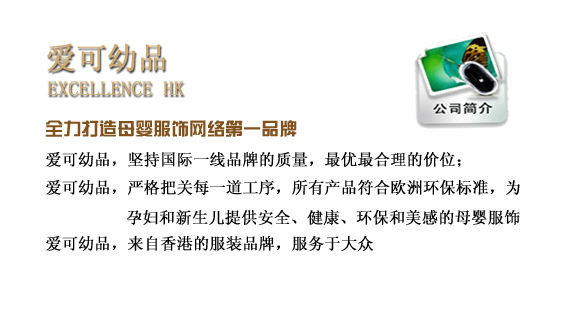 爱可幼品
EXCELLENCE HK
公司简介
全力打造母婴服饰网络第一品牌
爱可幼品，坚持国际一线品牌的质量，最优最合理的价位；
爱可幼品，严格把关每一道工序，所有产品符合欧洲环保标准，为
孕妇和新生儿提供安全、健康、环保和美感的母婴服饰
爱可幼品，来自香港的服装品牌，服务于大众